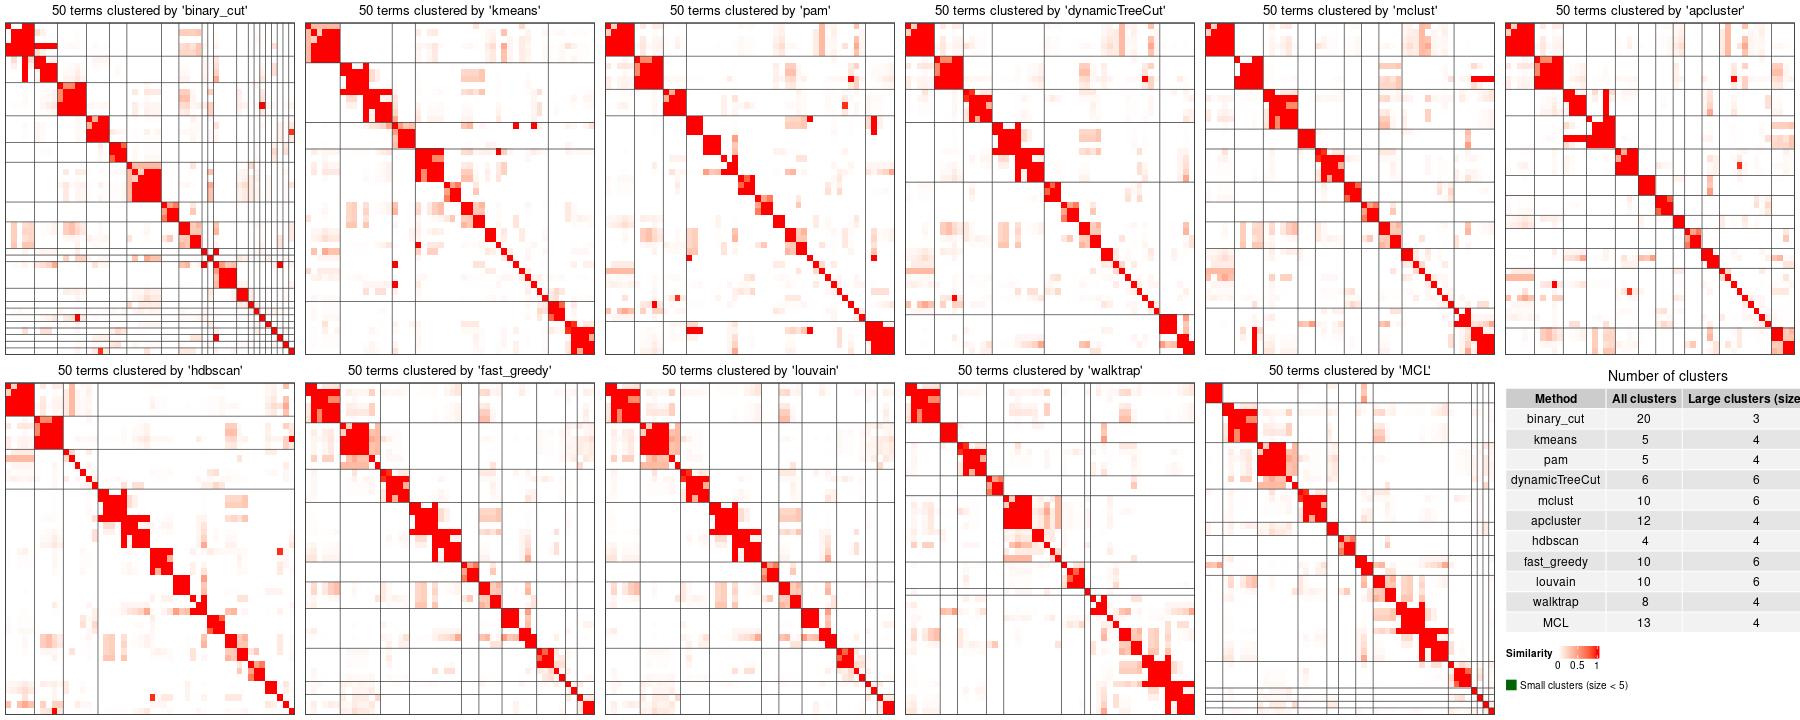 50 terms clustered by 'binary_cut'
50 terms clustered by 'kmeans'
50 terms clustered by 'pam'
50 terms clustered by 'dynamicTreeCut'
50 terms clustered by 'mclust'
50 terms clustered by 'apcluster'
50 terms clustered by 'hdbscan'
50 terms clustered by 'fast_greedy'
50 terms clustered by 'louvain'
50 terms clustered by 'walktrap'
50 terms clustered by 'MCL'
Number of clusters
Method All clusters Large clusters (size
binary_cut 20 3
kmeans 5 4
pam 5 4
dynamicTreeCut 6 6
mclust 10 6
apcluster 12 4
hdbscan 4 4
fast_greedy 10 6
louvain 10 6
walktrap 8 4
MCL 13 4
Similarity
0 0.5 1
Small clusters (size < 5)